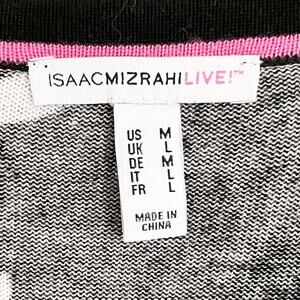 ISAACMIZRAHILIVE!™
US M
UK L
DE M
IT L
FR L
MADE IN
CHINA